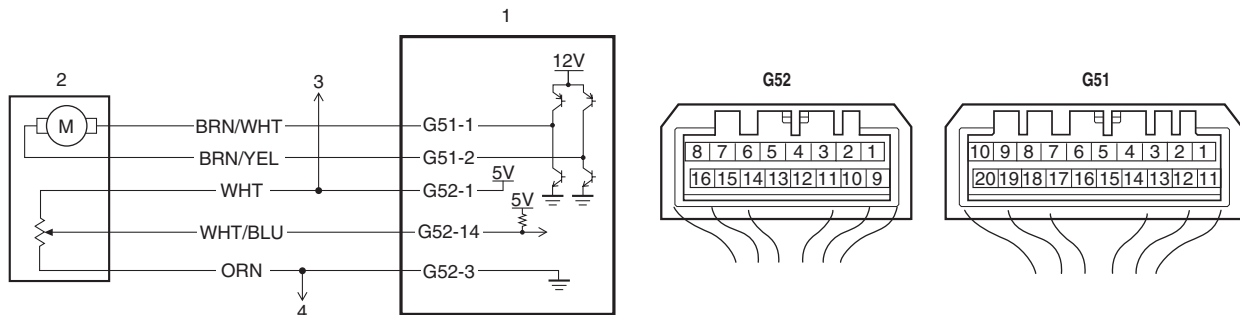 1
2
3
12V
M
BRN/WHT G51-1
BRN/YEL G51-2
WHT G52-1 5V
5V
WHT/BLU G52-14
ORN G52-3
4
G52
8 7 6 5 4 3 2 1
16 15 14 13 12 11 10 9
G51
10 9 8 7 6 5 4 3 2 1
20 19 18 17 16 15 14 13 12 11